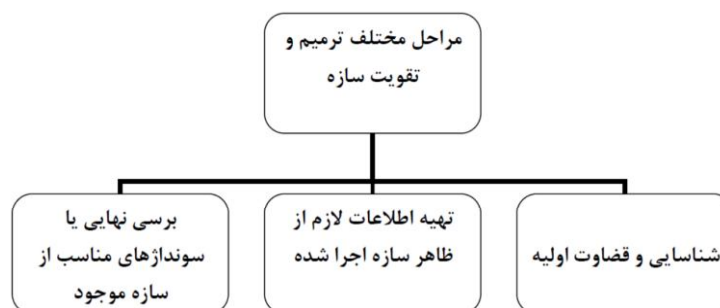 مراحل مختلف ترمیم و
تقویت سازه
شناسایی و قضاوت اولیه
تهیه اطلاعات لازم از
ظاهر سازه اجرا شده
برسی نهایی یا
سونداژهای مناسب از
سازه موجود